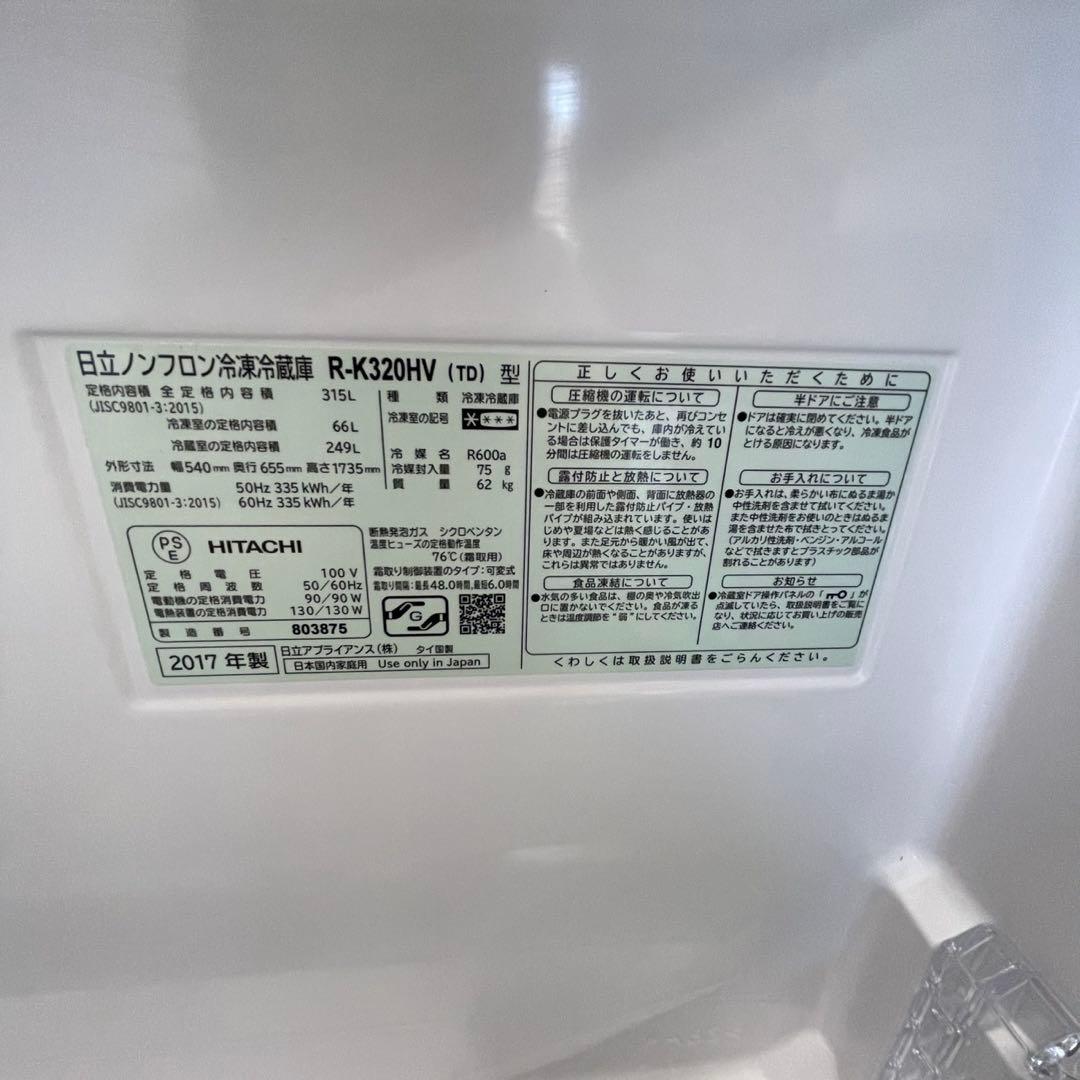 日立ノンフロン冷凍冷蔵庫 R-K320HV (TD) 型
定格内容積 全定格内容積 315L
(JISC9801-3:2015)
冷凍室の定格内容積 66L
冷蔵室の定格内容積 249L
外形寸法 幅540mm 奥行655mm 高さ1735mm
消費電力量 50Hz 335kWh/年
(JISC9801-3:2015) 60Hz 335kWh/年
種類 冷凍冷蔵庫
冷凍室の記号 ****
冷媒名 R600a
冷媒封入量 75 g
質量 62 kg
PS
E
HITACHI
定格電圧 100V
定格周波数 50/60Hz
電動機の定格消費電力 90/90W
電熱装置の定格消費電力 130/130W
製造番号 803875
断熱発泡ガス シクロペンタン
温度ヒューズの定格動作温度
76℃(霜取用)
霜取り制御装置のタイプ:可変式
霜取り間隔:最長48.0時間,最短6.0時間
G
2017年製
日立アプライアンス(株) タイ国製
日本国内家庭用 Use only in Japan
正しくお使いいただくために
圧縮機の運転について
●電源プラグを抜いたあと、再びコンセ
ントに差し込んでも、庫内が冷えてい
る場合は保護タイマーが働き、約10
分間は圧縮機の運転をしません。
露付防止と放熱について
●冷蔵庫の前面や側面、背面に放熱器の
一部を利用した露付防止パイプ・放熱
パイプが組み込まれています。使いは
じめや夏場などは熱く感じることがあ
ります。また足元から暖かい風が出て、
床や周辺が熱くなることがありますが、
これらは異常ではありません。
食品凍結について
●水気の多い食品は、棚の奥や冷気吹出
口に置かないでください。食品が凍る
ときは温度調節を"弱"にしてください。
半ドアにご注意
●ドアは確実に閉めてください。半ドア
になると冷えが悪くなり、冷凍食品が
とける原因になります。
お手入れについて
●お手入れは、柔らかい布にぬるま湯か
中性洗剤を含ませて拭いてください。
また中性洗剤をお使いのときはぬるま
湯を含ませた布で拭きとってください。
(アルカリ性洗剤・ベンジン・アルコール
などで拭きますとプラスチック部品が
割れることがあります)
お知らせ
●冷蔵室ドア操作パネルの「」が
点滅していたら、取扱説明書をご覧に
なり、状況に応じてお買い上げの販売
店へご連絡ください。
くわしくは取扱説明書をごらんください。